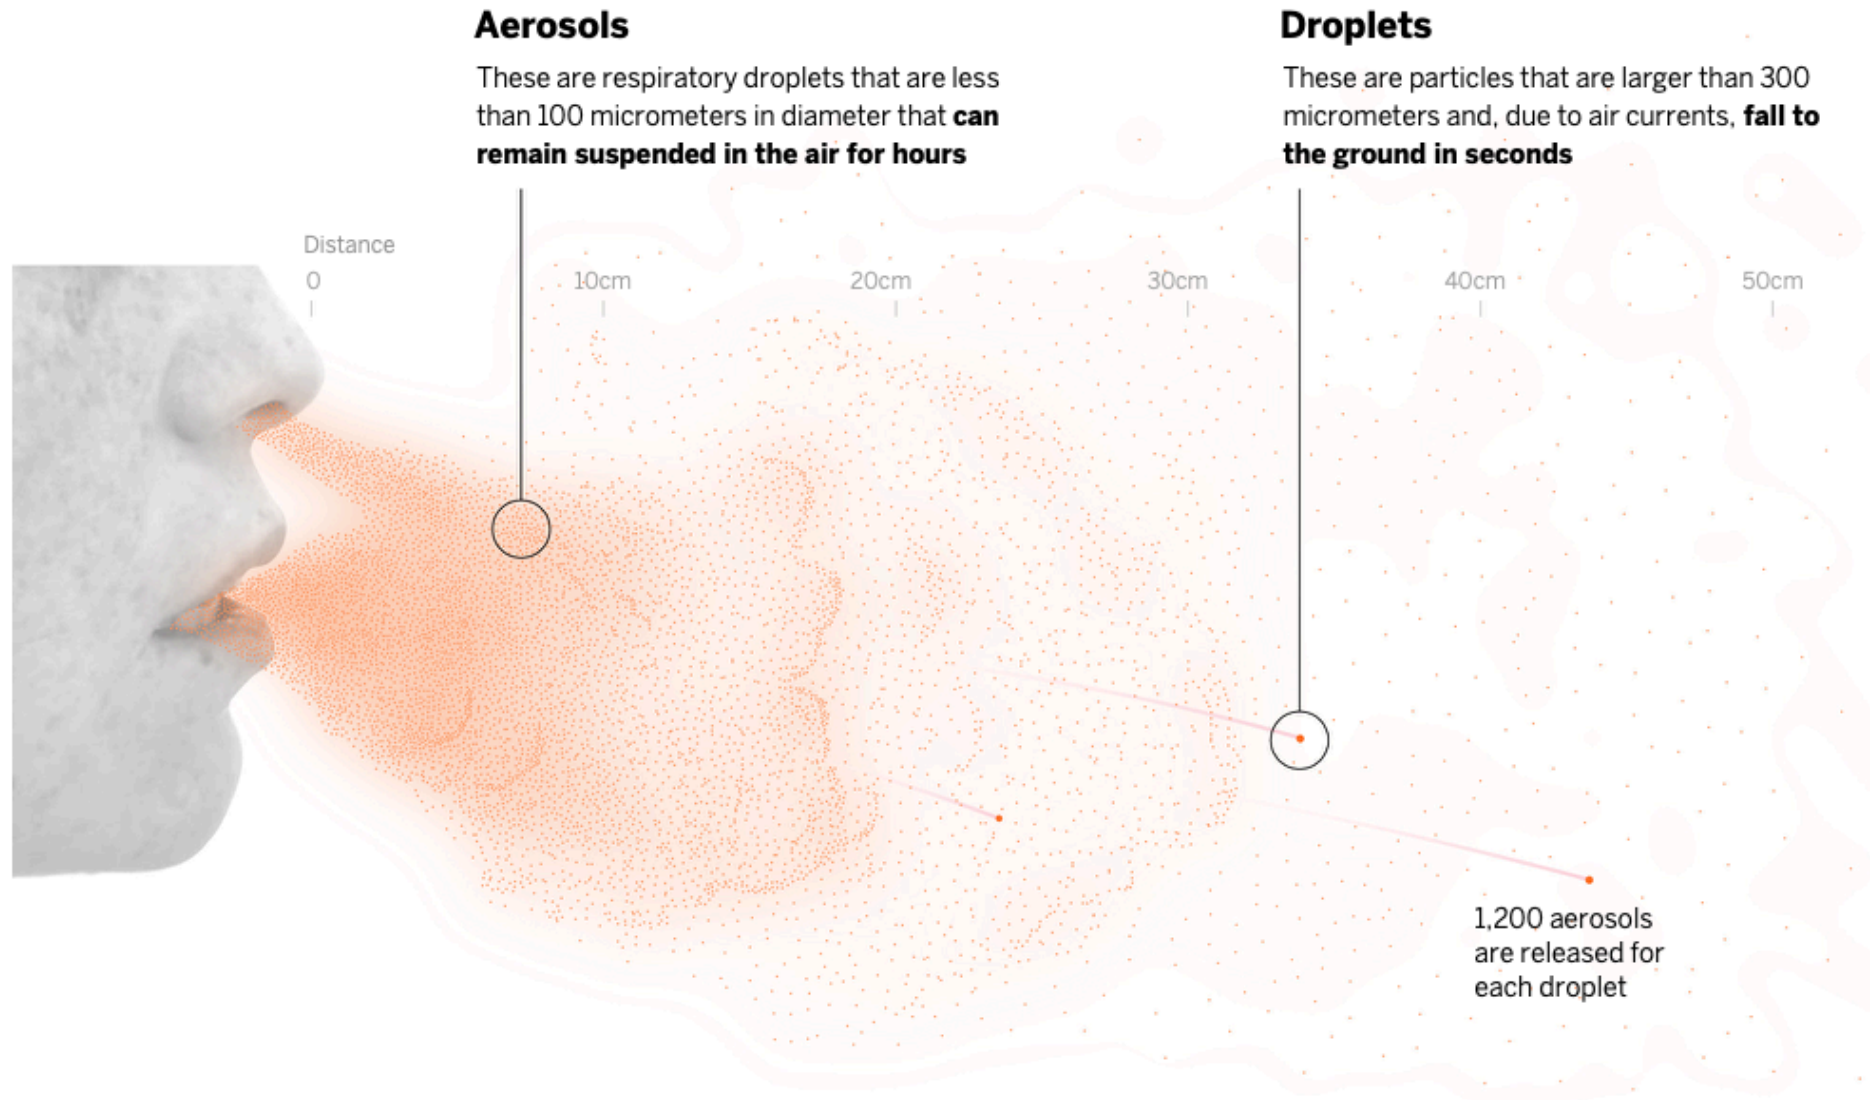 Aerosols
These are respiratory droplets that are less
than 100 micrometers in diameter that can
remain suspended in the air for hours
Droplets
These are particles that are larger than 300
micrometers and, due to air currents, fall to
the ground in seconds
Distance
0
10cm
20cm
30cm
40cm
50cm
1,200 aerosols
are released for
each droplet